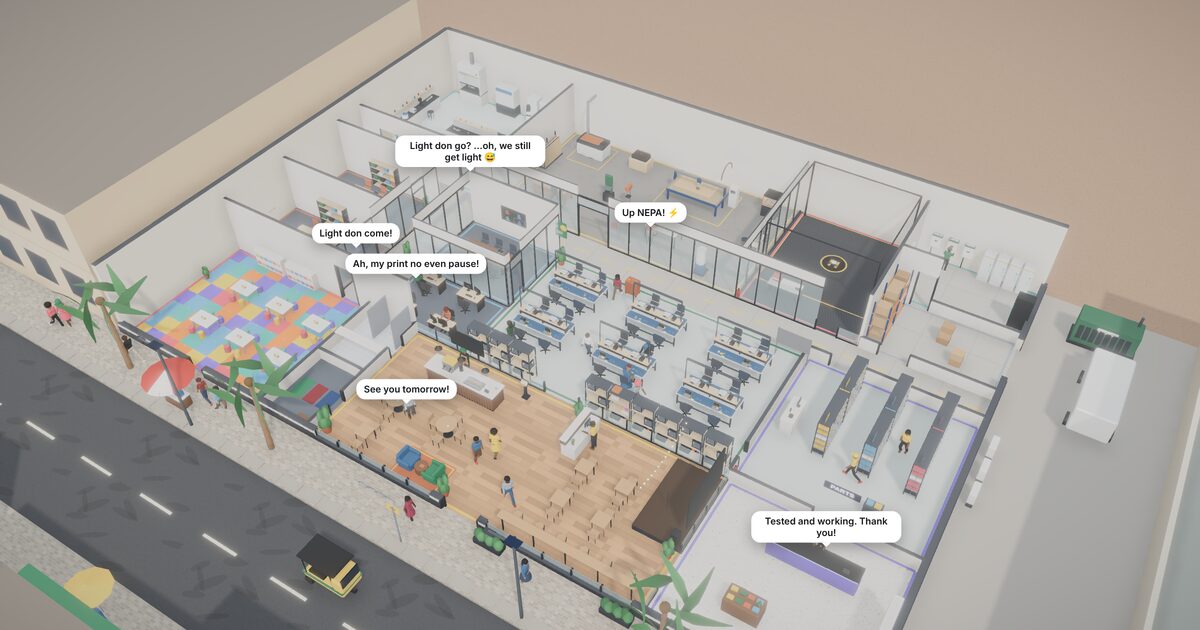 Light don go? ...oh, we still
get light 😅
Up NEPA! ⚡
Light don come!
Ah, my print no even pause!
See you tomorrow!
PARTS
Tested and working. Thank
you!